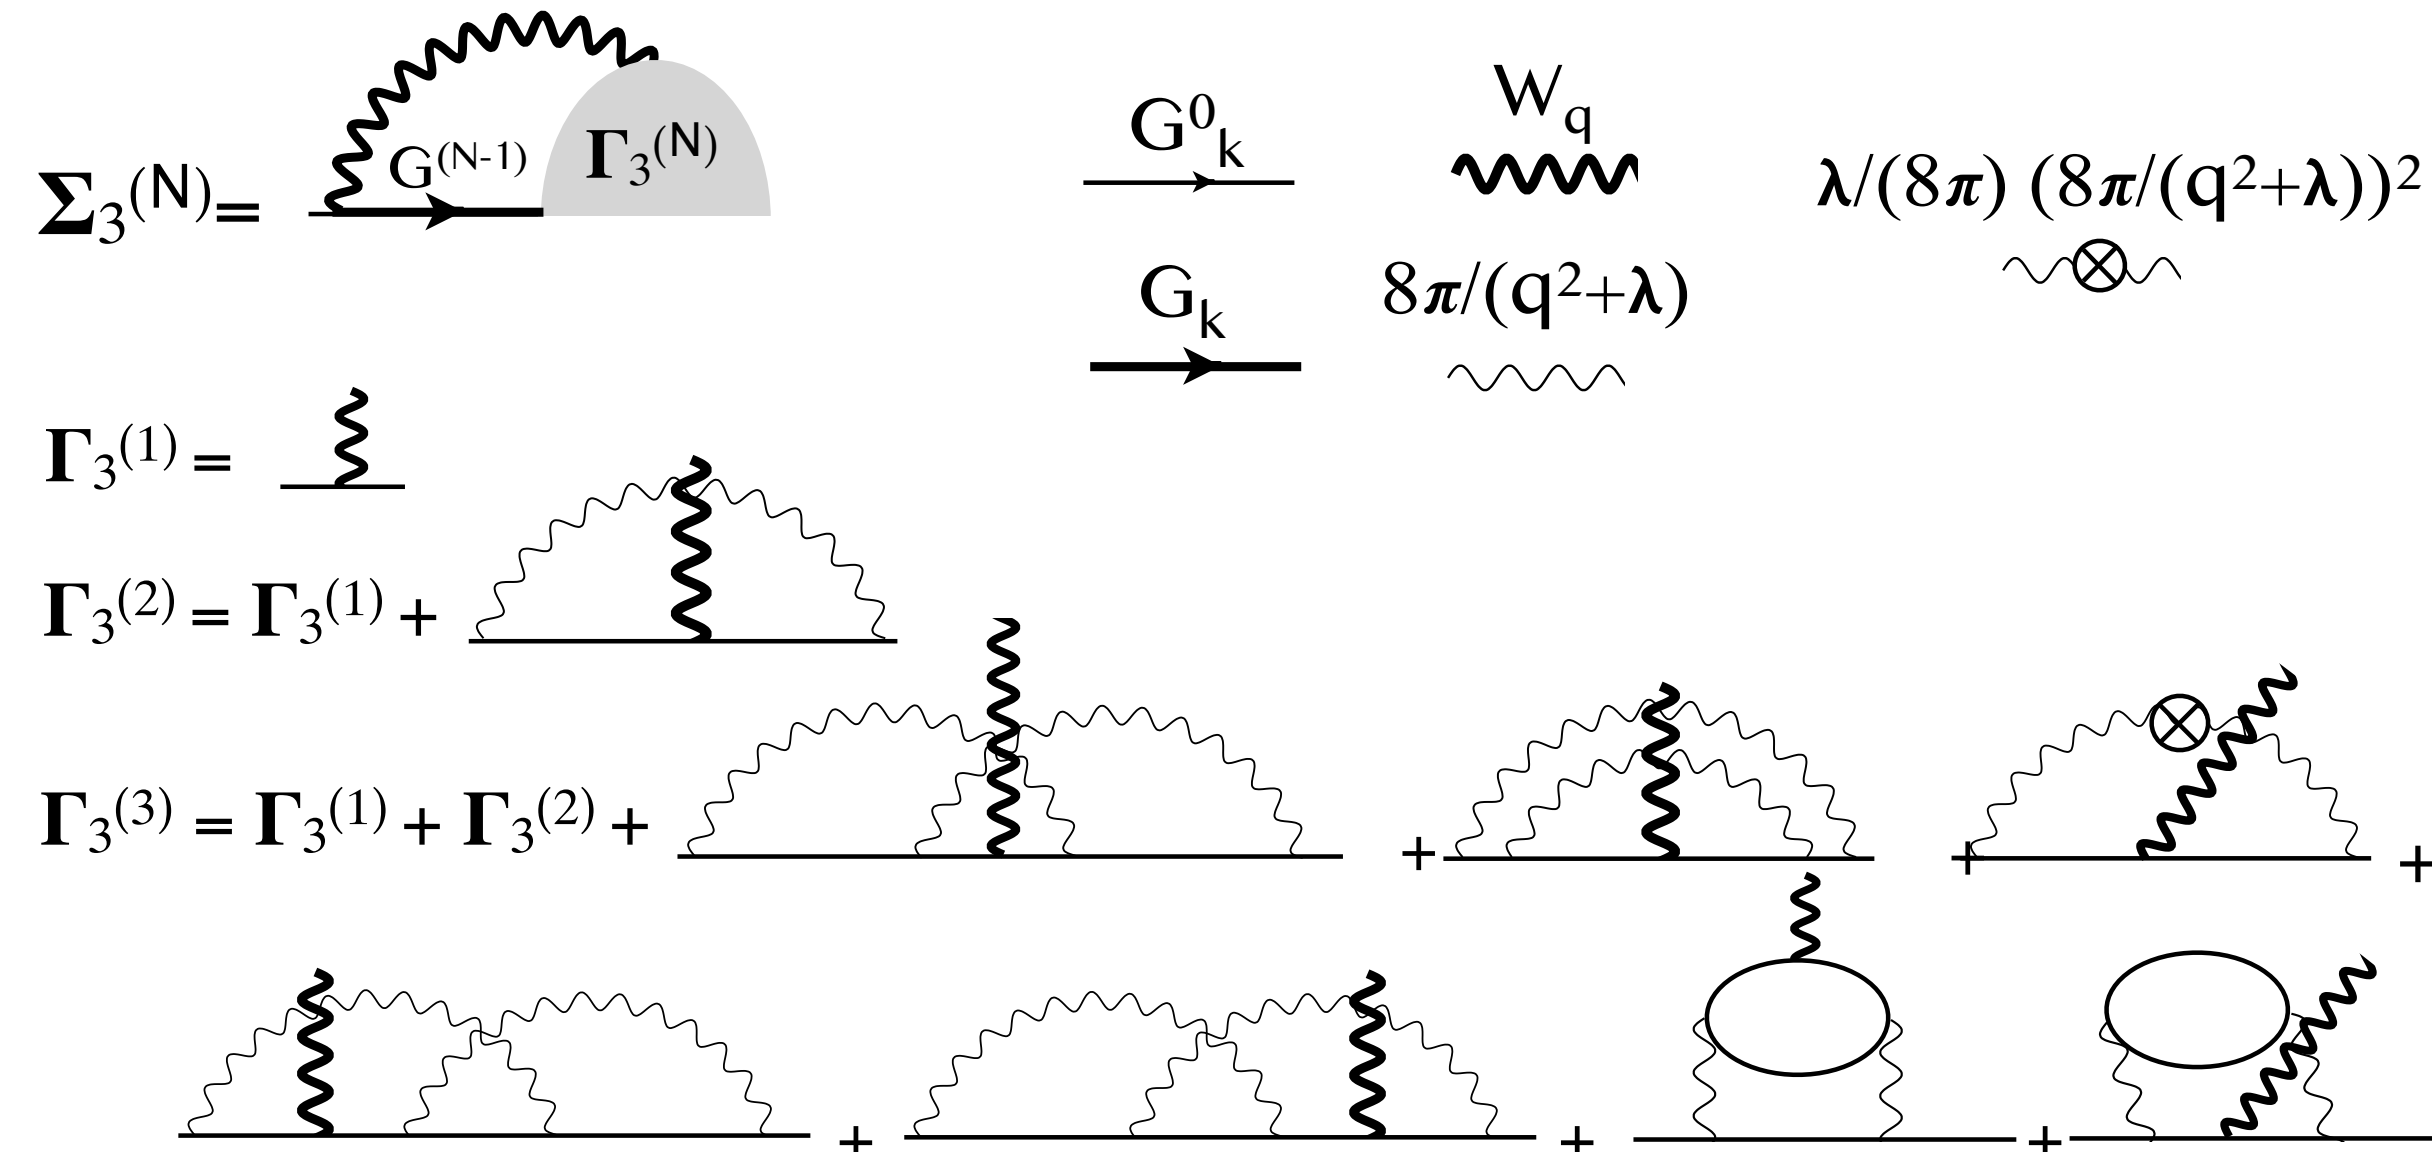 Σ₃⁽ᴺ⁾=
G⁽ᴺ⁻¹⁾
Γ₃⁽ᴺ⁾
G⁰ₖ
W_q
λ/(8π) (8π/(q²+λ))²
Gₖ
8π/(q²+λ)
Γ₃⁽¹⁾ =
Γ₃⁽²⁾ = Γ₃⁽¹⁾ +
Γ₃⁽³⁾ = Γ₃⁽¹⁾ + Γ₃⁽²⁾ + + + +
+ + +